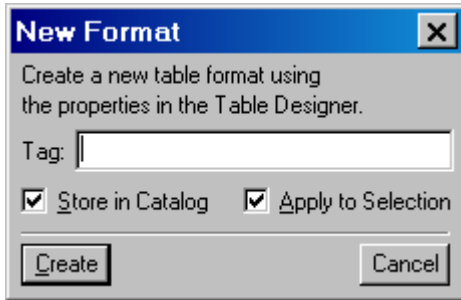 New Format
Create a new table format using
the properties in the Table Designer.
Tag:
Store in Catalog Apply to Selection
Create Cancel